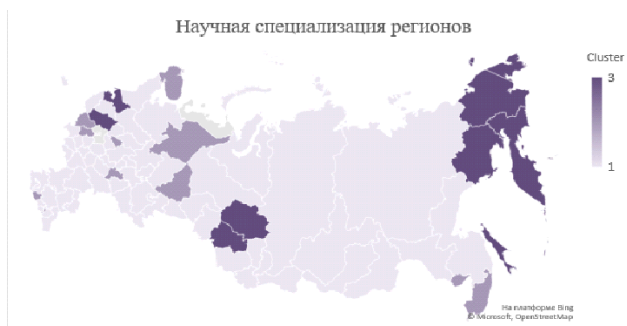 Научная специализация регионов
Cluster
3
1
На платформе Bing
© Microsoft, OpenStreetMap